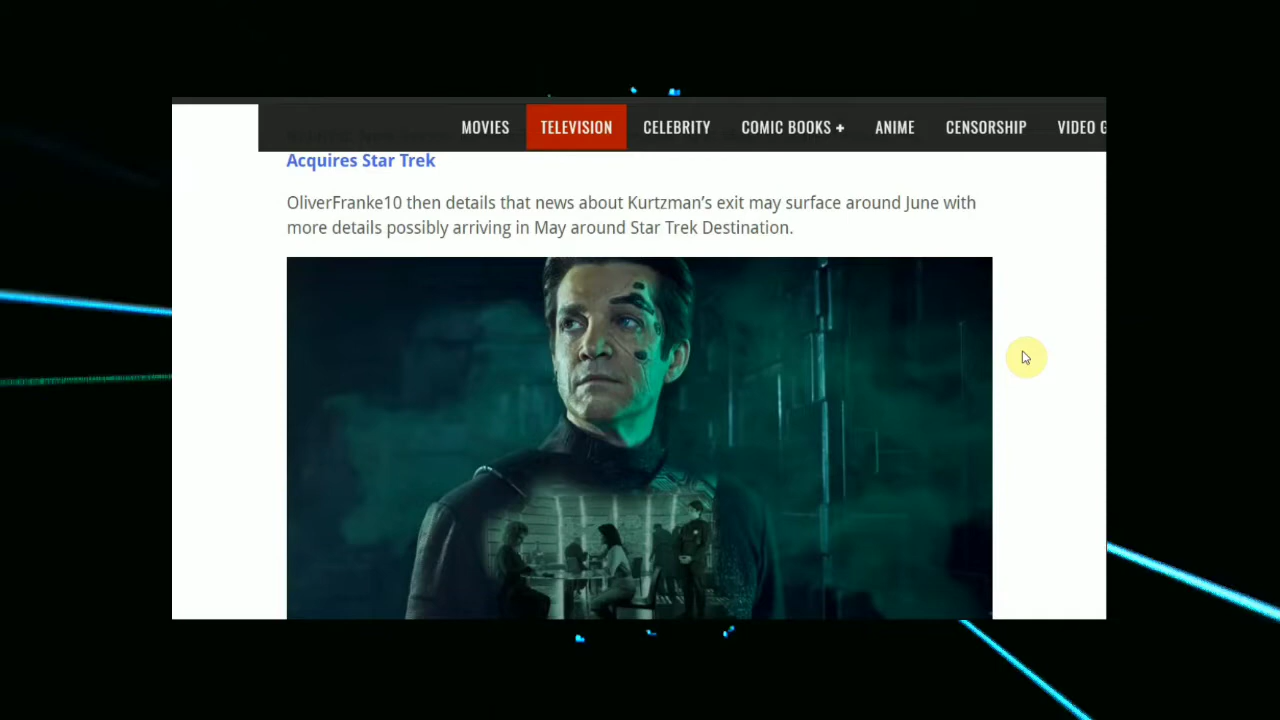 MOVIES TELEVISION CELEBRITY COMIC BOOKS + ANIME CENSORSHIP VIDEO G
Acquires Star Trek
OliverFranke10 then details that news about Kurtzman’s exit may surface around June with
more details possibly arriving in May around Star Trek Destination.